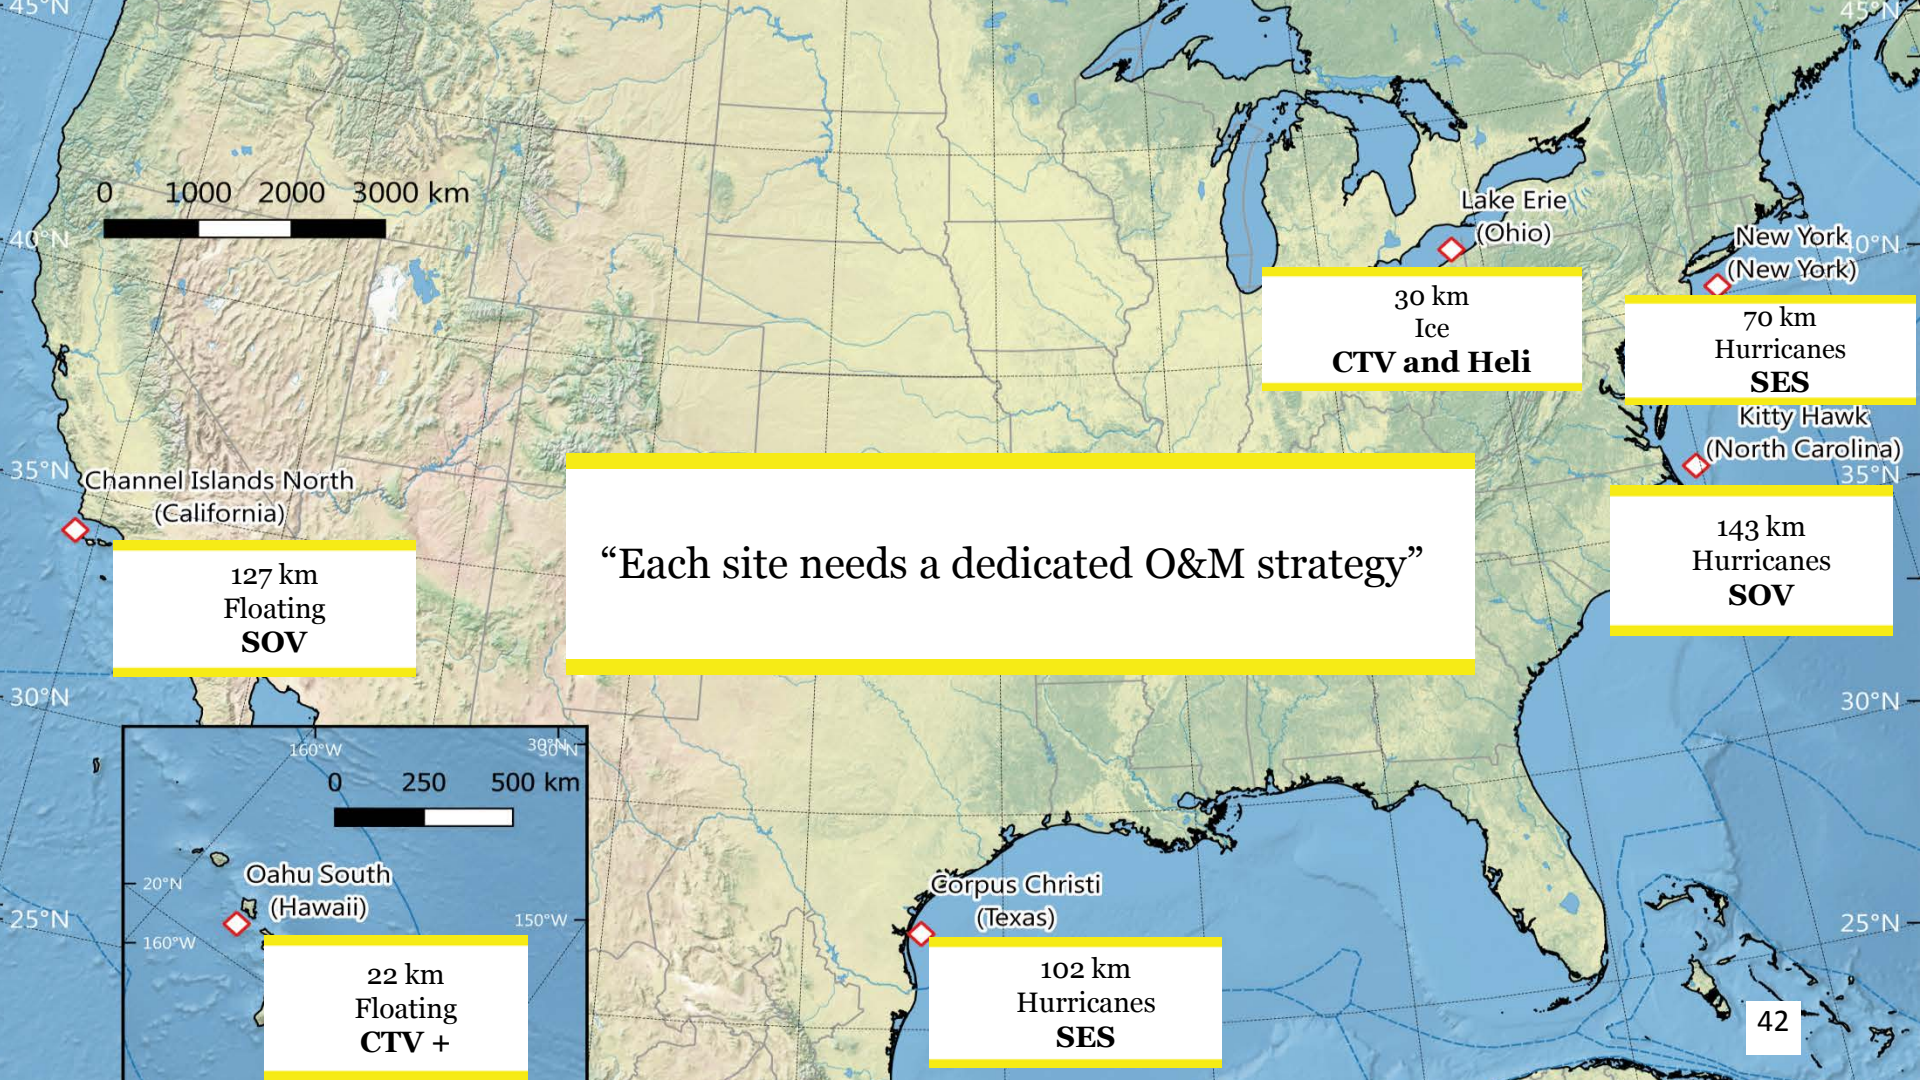 45°N
45°N
0 1000 2000 3000 km
Lake Erie
(Ohio)
40°N
New York
(New York)
40°N
30 km
Ice
CTV and Heli
70 km
Hurricanes
SES
Kitty Hawk
(North Carolina)
35°N
35°N
Channel Islands North
(California)
143 km
Hurricanes
SOV
“Each site needs a dedicated O&M strategy”
127 km
Floating
SOV
30°N
30°N
160°W
30°N
30°N
0 250 500 km
Oahu South
(Hawaii)
20°N
150°W
160°W
25°N
25°N
22 km
Floating
CTV +
Corpus Christi
(Texas)
102 km
Hurricanes
SES
42